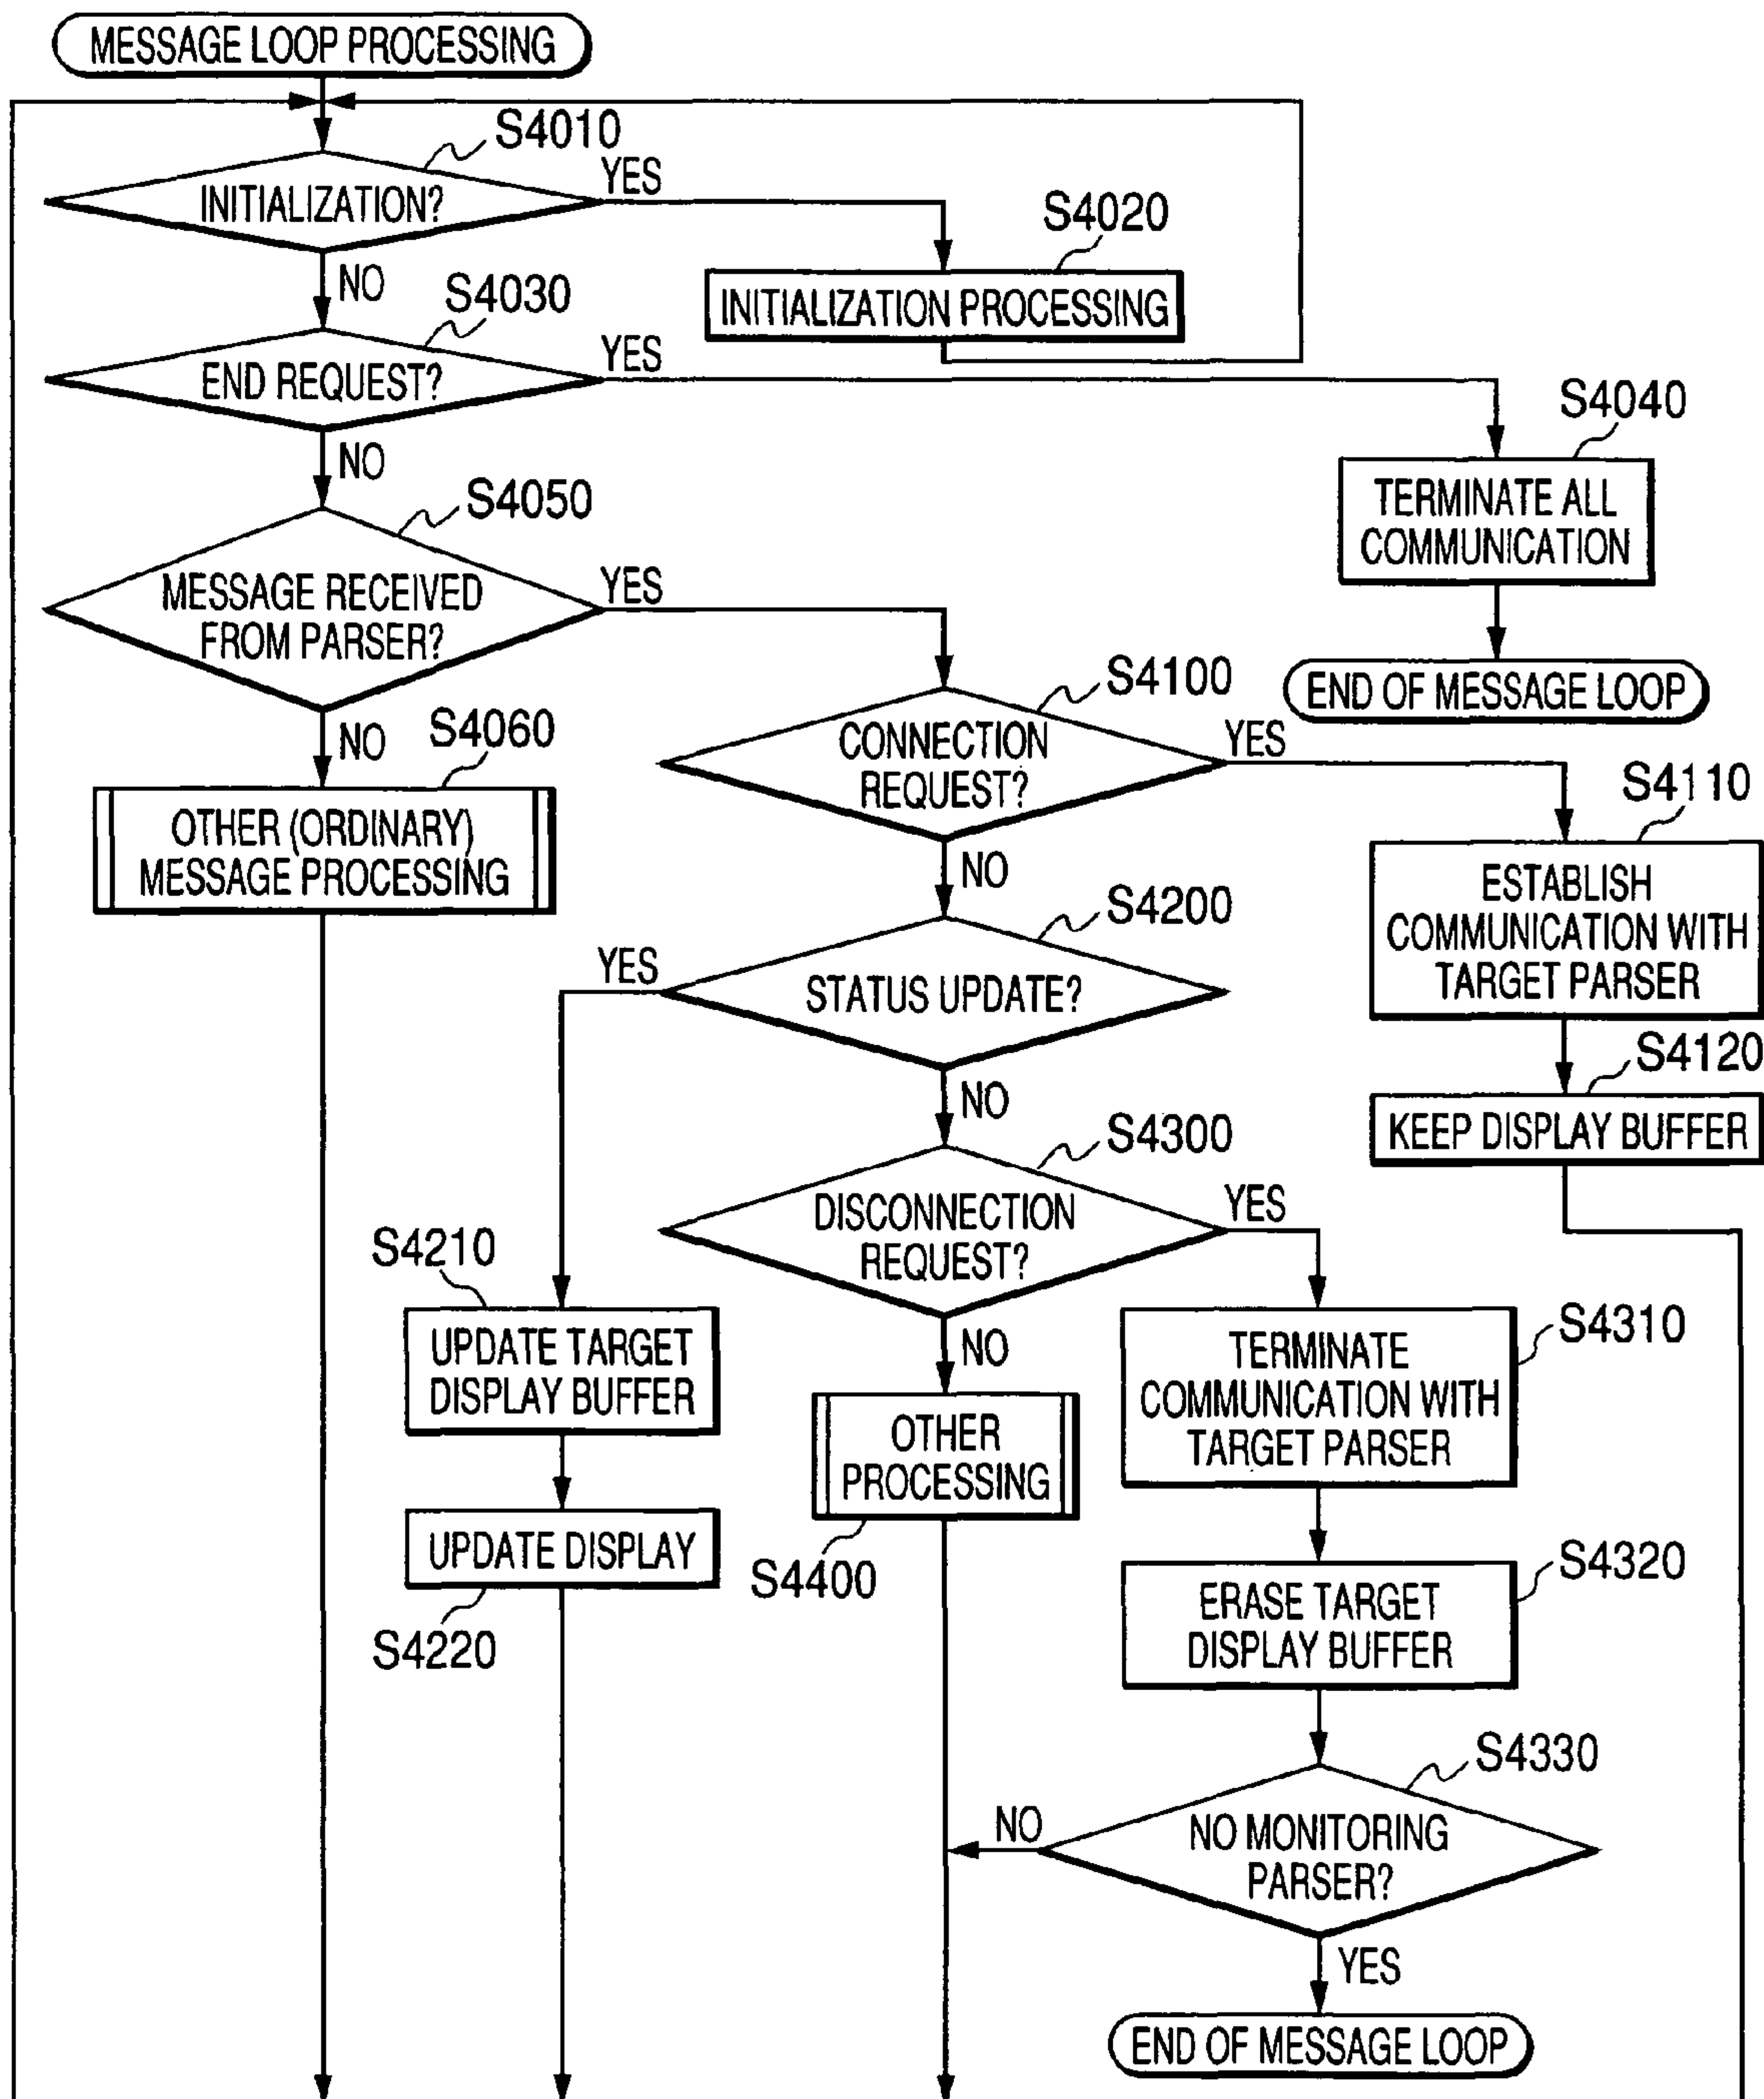 MESSAGE LOOP PROCESSING
S4010
INITIALIZATION?
YES
NO
S4020
INITIALIZATION PROCESSING
S4030
END REQUEST?
YES
NO
S4040
TERMINATE ALL
COMMUNICATION
END OF MESSAGE LOOP
S4050
MESSAGE RECEIVED
FROM PARSER?
YES
NO
S4060
OTHER (ORDINARY)
MESSAGE PROCESSING
S4100
CONNECTION
REQUEST?
YES
NO
S4110
ESTABLISH
COMMUNICATION WITH
TARGET PARSER
S4120
KEEP DISPLAY BUFFER
S4200
STATUS UPDATE?
YES
NO
S4210
UPDATE TARGET
DISPLAY BUFFER
UPDATE DISPLAY
S4220
S4300
DISCONNECTION
REQUEST?
YES
NO
OTHER
PROCESSING
S4400
S4310
TERMINATE
COMMUNICATION WITH
TARGET PARSER
S4320
ERASE TARGET
DISPLAY BUFFER
S4330
NO MONITORING
PARSER?
NO
YES
END OF MESSAGE LOOP